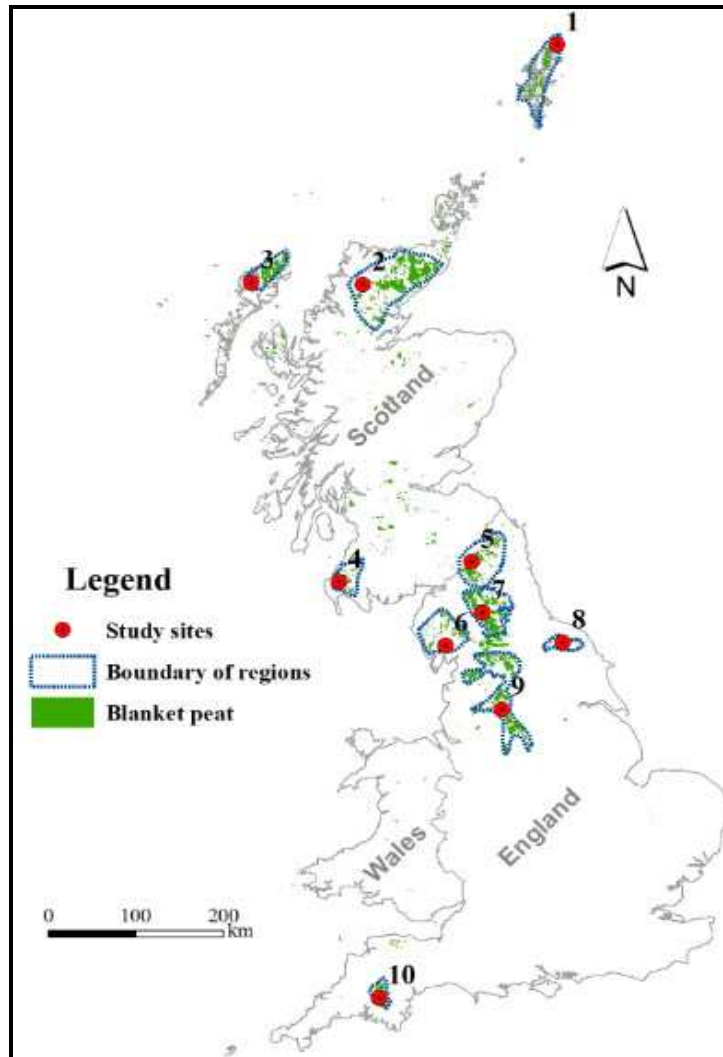 1
N
3
2
Scotland
4
5
Legend
Study sites
Boundary of regions
Blanket peat
7
6
8
9
Wales
England
0 100 200
km
10